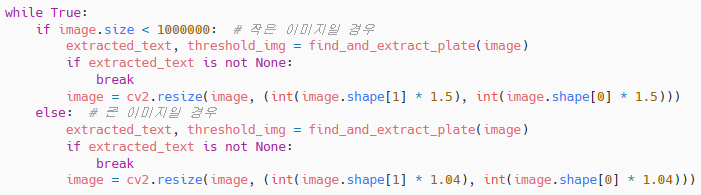 while True:
    if image.size < 1000000:  # 작은 이미지일 경우
        extracted_text, threshold_img = find_and_extract_plate(image)
        if extracted_text is not None:
            break
        image = cv2.resize(image, (int(image.shape[1] * 1.5), int(image.shape[0] * 1.5)))
    else:  # 큰 이미지일 경우
        extracted_text, threshold_img = find_and_extract_plate(image)
        if extracted_text is not None:
            break
        image = cv2.resize(image, (int(image.shape[1] * 1.04), int(image.shape[0] * 1.04)))